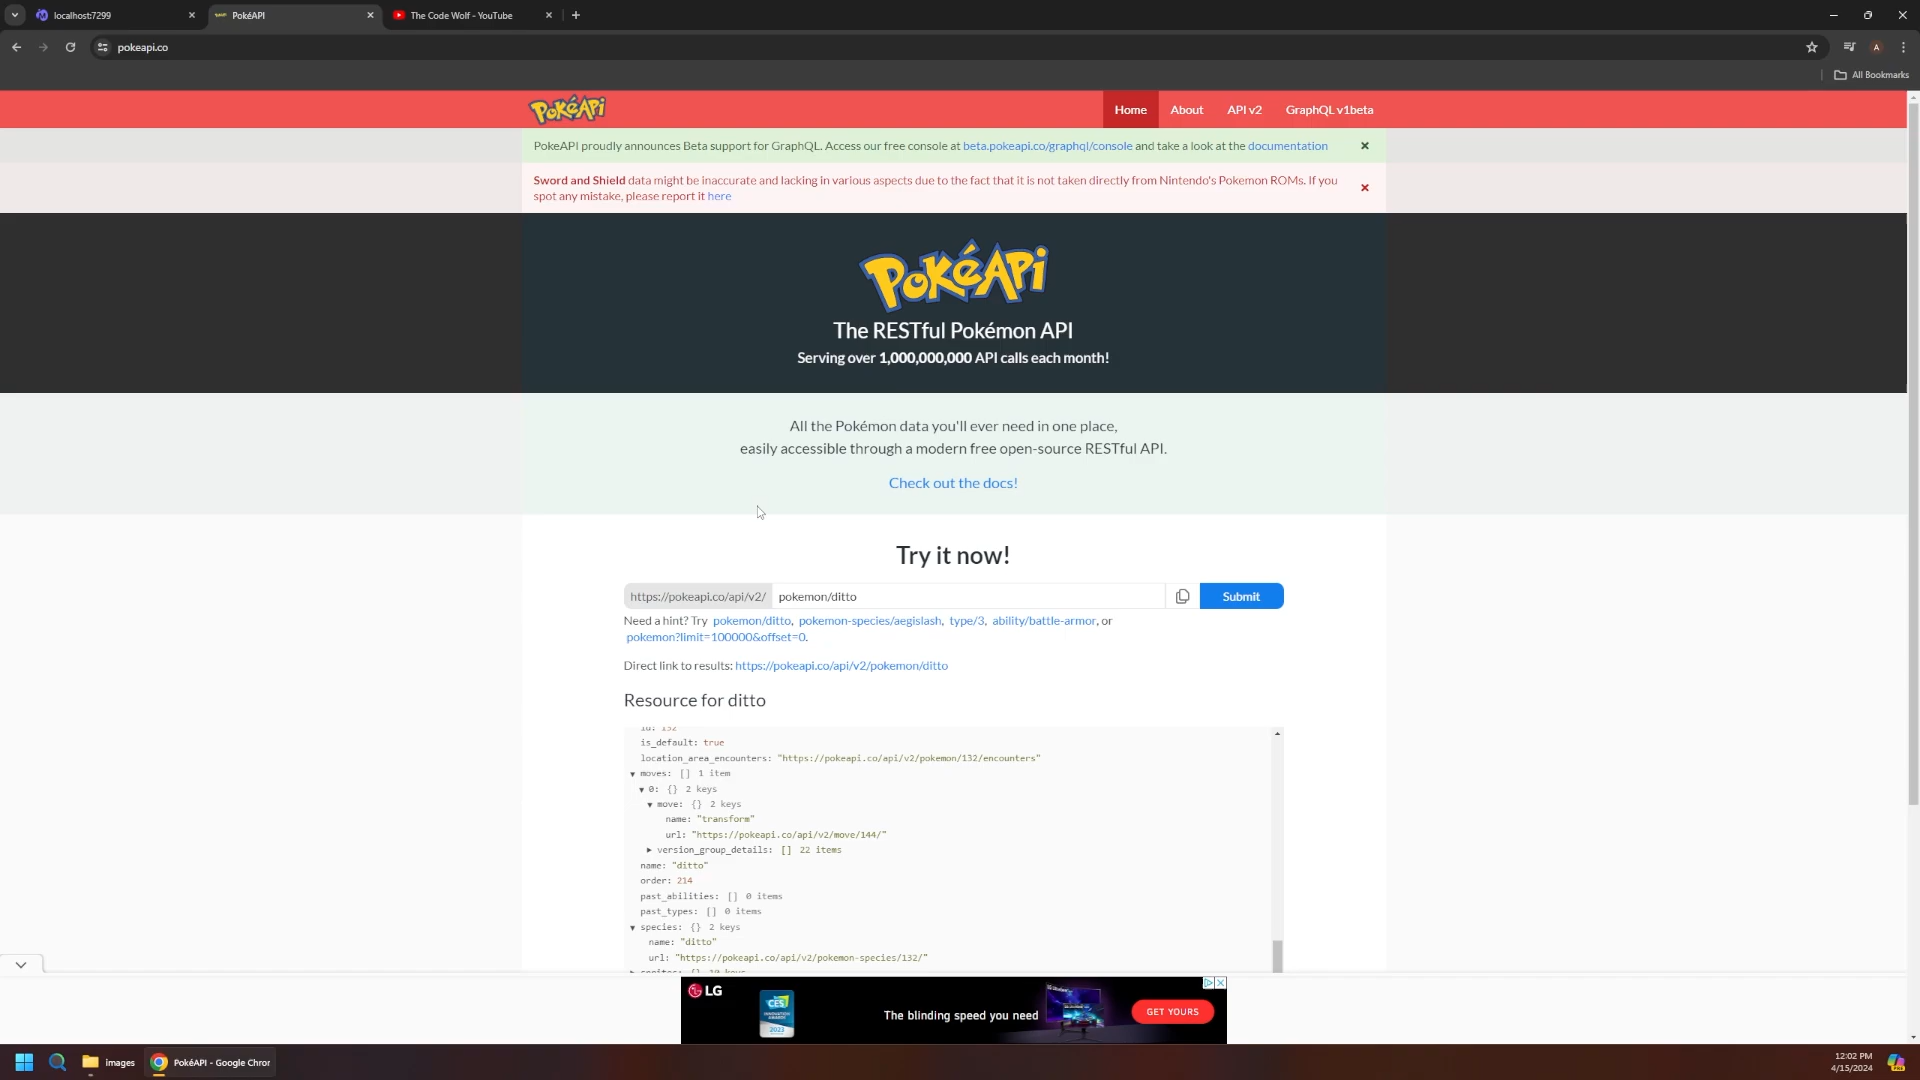 localhost:7299
PokéAPI
The Code Wolf - YouTube
pokeapi.co
A
All Bookmarks
PokéApi
Home
About
API v2
GraphQL v1beta
PokeAPI proudly announces Beta support for GraphQL. Access our free console at beta.pokeapi.co/graphql/console and take a look at the documentation
Sword and Shield data might be inaccurate and lacking in various aspects due to the fact that it is not taken directly from Nintendo's Pokemon ROMs. If you
spot any mistake, please report it here
PokéApi
The RESTful Pokémon API
Serving over 1,000,000,000 API calls each month!
All the Pokémon data you'll ever need in one place,
easily accessible through a modern free open-source RESTful API.
Check out the docs!
Try it now!
https://pokeapi.co/api/v2/ pokemon/ditto
Submit
Need a hint? Try pokemon/ditto, pokemon-species/aegislash, type/3, ability/battle-armor, or
pokemon?limit=100000&offset=0.
Direct link to results: https://pokeapi.co/api/v2/pokemon/ditto
Resource for ditto
id: 132
is_default: true
location_area_encounters: "https://pokeapi.co/api/v2/pokemon/132/encounters"
moves: [] 1 item
0: {} 2 keys
move: {} 2 keys
name: "transform"
url: "https://pokeapi.co/api/v2/move/144/"
version_group_details: [] 22 items
name: "ditto"
order: 214
past_abilities: [] 0 items
past_types: [] 0 items
species: {} 2 keys
name: "ditto"
url: "https://pokeapi.co/api/v2/pokemon-species/132/"
LG
CES
INNOVATION
AWARDS
2023
The blinding speed you need
GET YOURS
images
PokéAPI - Google Chror
12:02 PM
4/15/2024